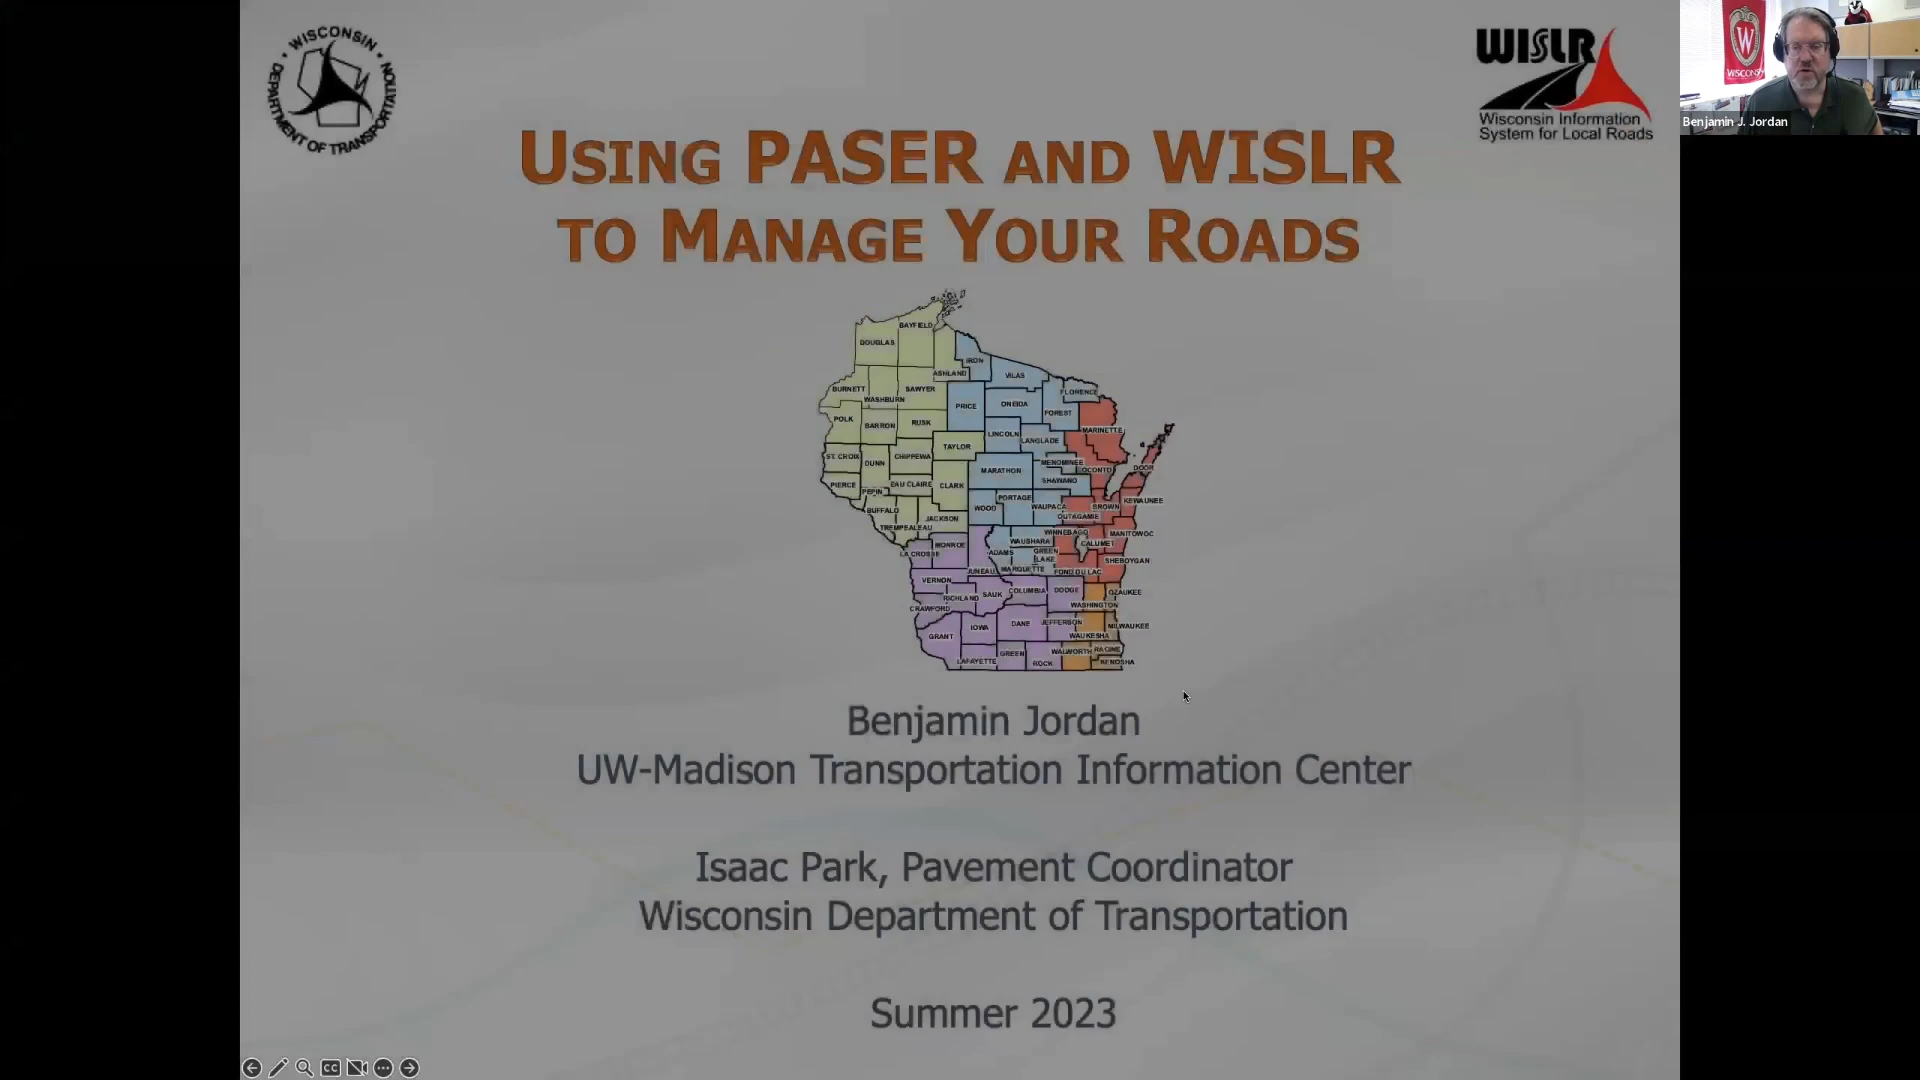 WISCONSIN
DEPARTMENT OF TRANSPORTATION
WISLR
Wisconsin Information
System for Local Roads
WISCONSIN
Benjamin J. Jordan
USING PASER AND WISLR
TO MANAGE YOUR ROADS
BAYFIELD
DOUGLAS
IRON
ASHLAND
VILAS
BURNETT
WASHBURN
SAWYER
FLORENCE
PRICE
ONEIDA
FOREST
POLK
BARRON
RUSK
LINCOLN
LANGLADE
MARINETTE
TAYLOR
ST. CROIX
DUNN
CHIPPEWA
MARATHON
MENOMINEE
OCONTO
DOOR
PIERCE
PEPIN
EAU CLAIRE
CLARK
SHAWANO
BUFFALO
TREMPEALEAU
JACKSON
WOOD
PORTAGE
WAUPACA
OUTAGAMIE
BROWN
KEWAUNEE
LA CROSSE
MONROE
JUNEAU
ADAMS
WAUSHARA
MARQUETTE
GREEN
LAKE
WINNEBAGO
CALUMET
MANITOWOC
FOND DU LAC
SHEBOYGAN
VERNON
RICHLAND
SAUK
COLUMBIA
DODGE
WASHINGTON
OZAUKEE
CRAWFORD
GRANT
IOWA
DANE
JEFFERSON
WAUKESHA
MILWAUKEE
LAFAYETTE
GREEN
ROCK
WALWORTH
RACINE
KENOSHA
Benjamin Jordan
UW-Madison Transportation Information Center
Isaac Park, Pavement Coordinator
Wisconsin Department of Transportation
Summer 2023
CC